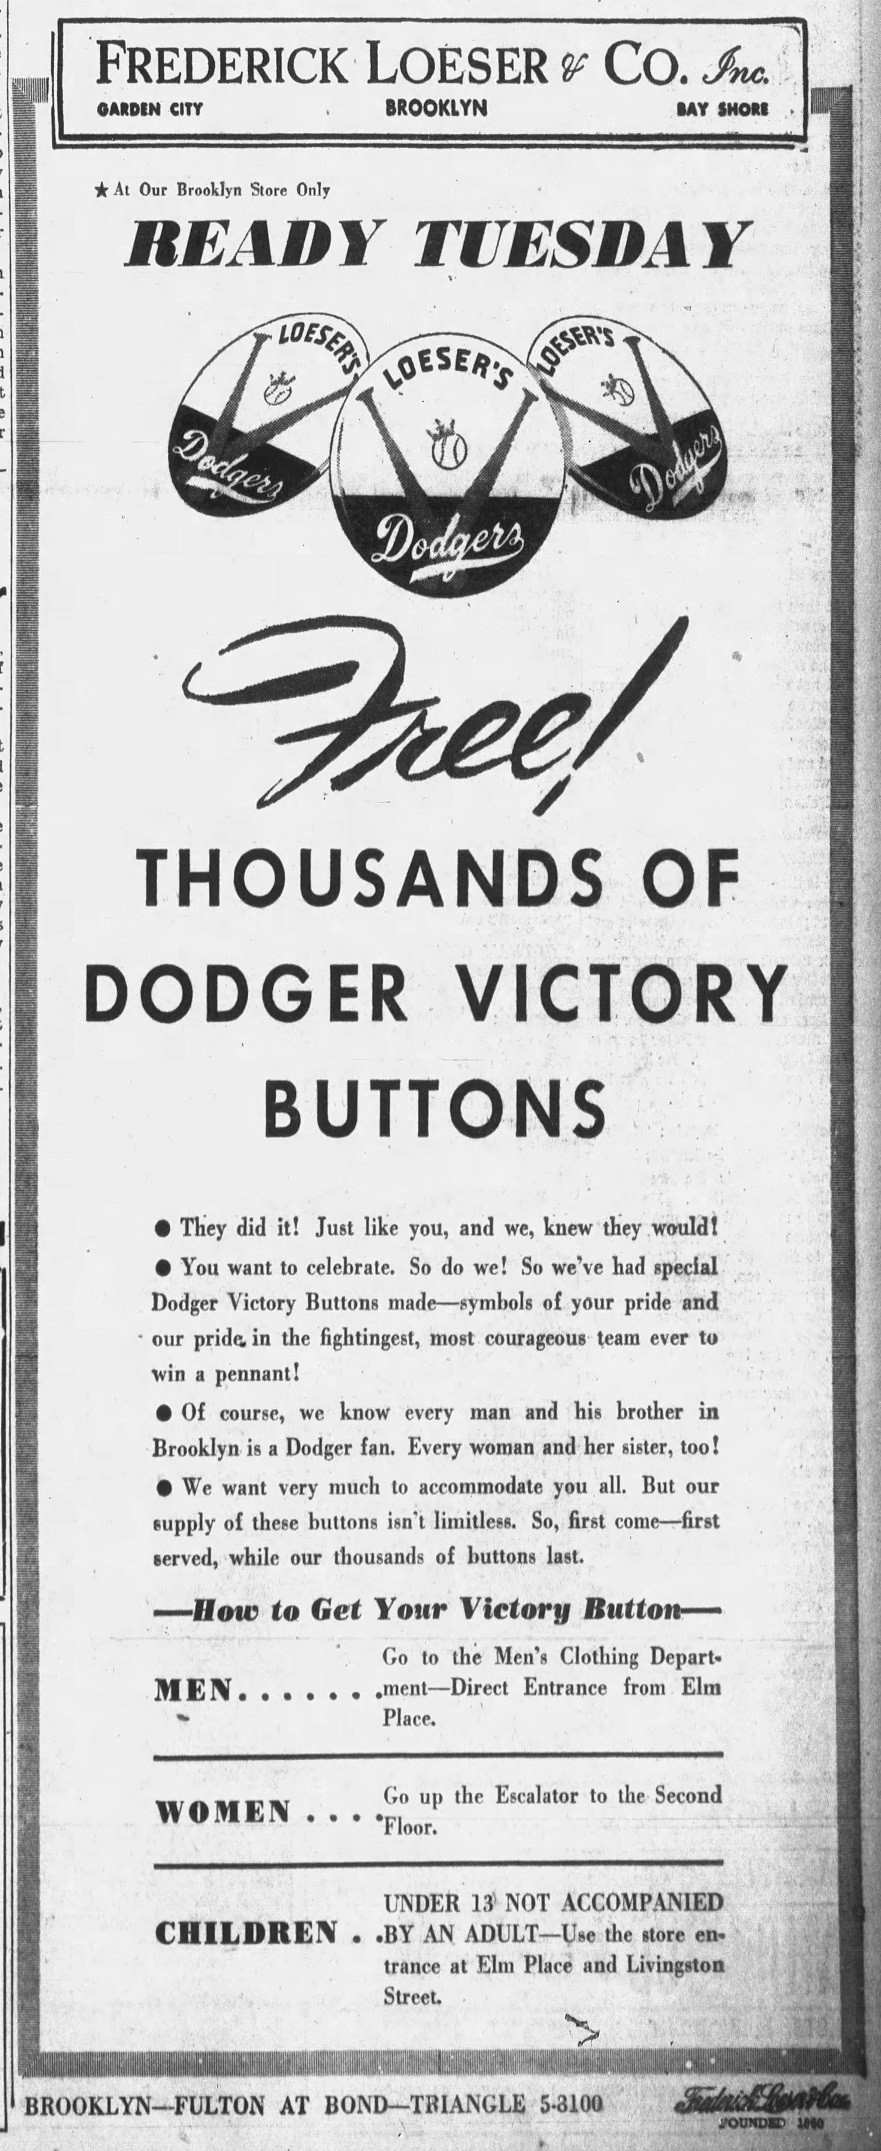 FREDERICK LOESER & CO. Inc.
GARDEN CITY BROOKLYN BAY SHORE
★ At Our Brooklyn Store Only
READY TUESDAY
LOESER'S
Dodgers
LOESER'S
Dodgers
LOESER'S
Dodgers
Free!
THOUSANDS OF
DODGER VICTORY
BUTTONS
● They did it! Just like you, and we, knew they would!
● You want to celebrate. So do we! So we've had special
Dodger Victory Buttons made—symbols of your pride and
our pride in the fightingest, most courageous team ever to
win a pennant!
● Of course, we know every man and his brother in
Brooklyn is a Dodger fan. Every woman and her sister, too!
● We want very much to accommodate you all. But our
supply of these buttons isn't limitless. So, first come—first
served, while our thousands of buttons last.
—How to Get Your Victory Button—
MEN. . . . . . . Go to the Men's Clothing Depart-
ment—Direct Entrance from Elm
Place.
WOMEN . . . . Go up the Escalator to the Second
Floor.
CHILDREN . . UNDER 13 NOT ACCOMPANIED
BY AN ADULT—Use the store en-
trance at Elm Place and Livingston
Street.
BROOKLYN—FULTON AT BOND—TRIANGLE 5-3100
Frederick Loeser & Co.
FOUNDED 1860